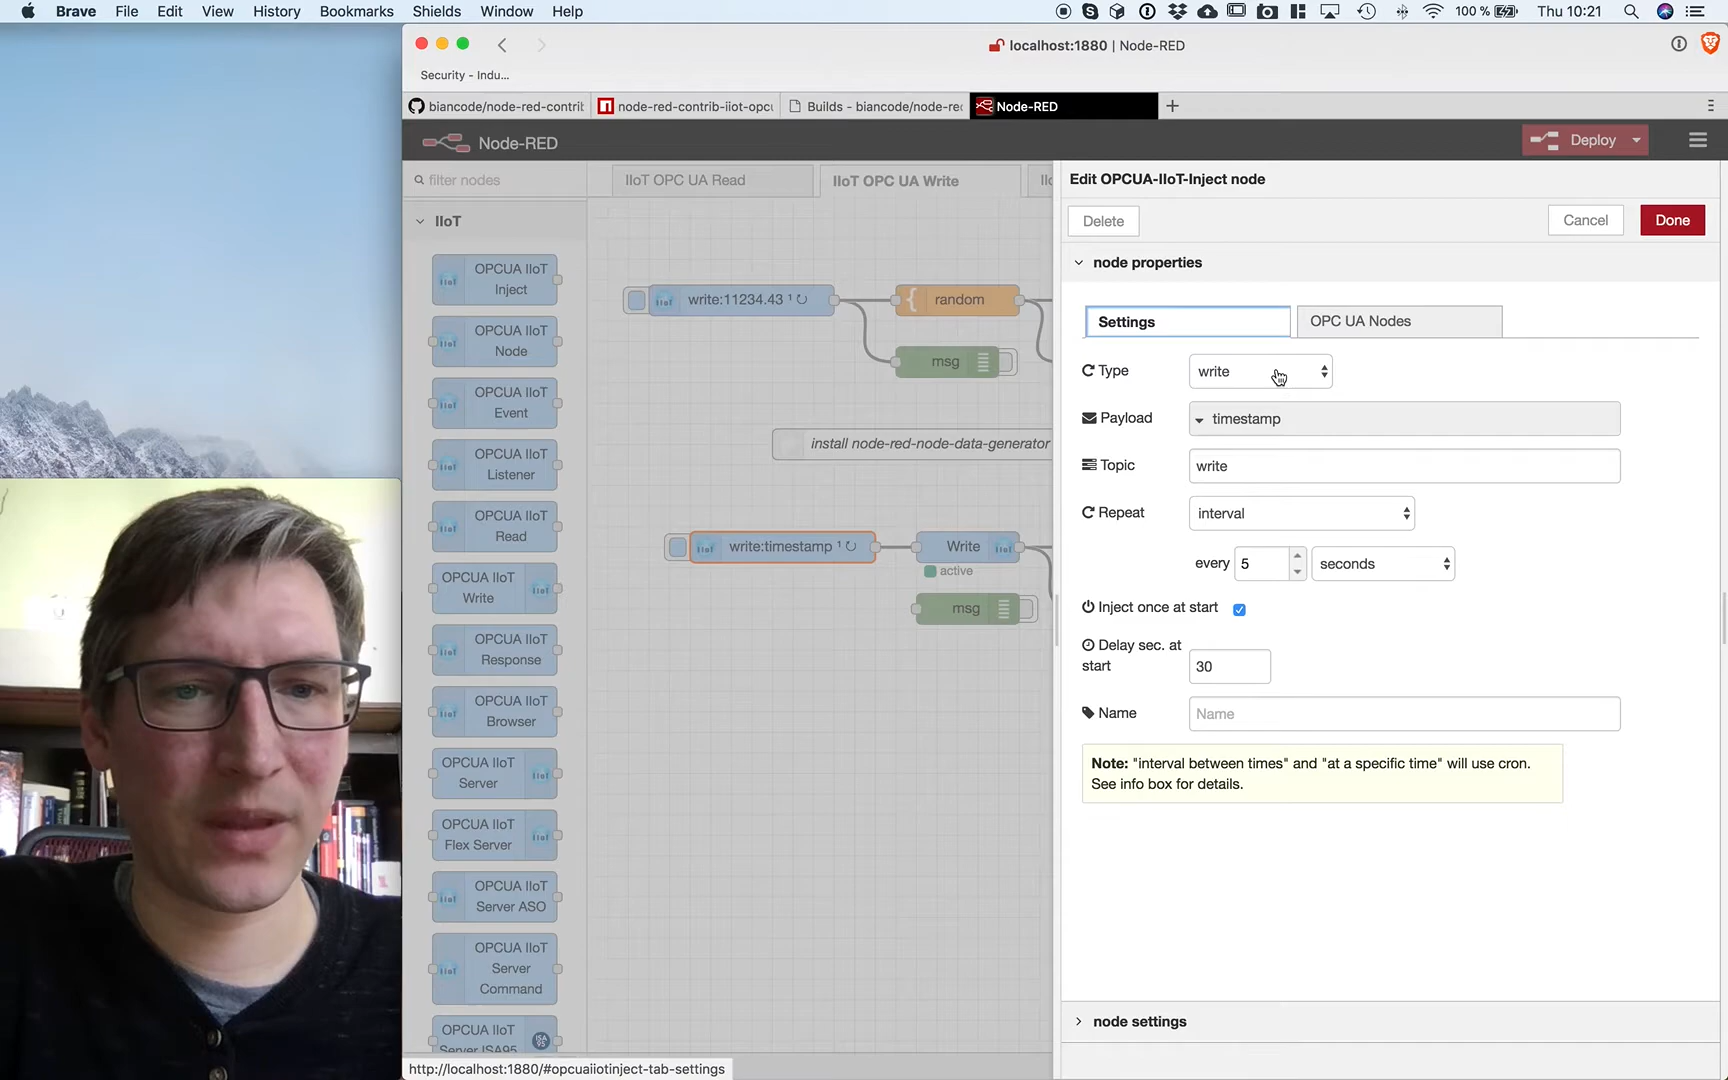 Brave File Edit View History Bookmarks Shields Window Help 100 % Thu 10:21
localhost:1880 | Node-RED
Security - Indu...
biancode/node-red-contrib
node-red-contrib-iiot-opcu
Builds - biancode/node-rec
Node-RED
Node-RED
Deploy
filter nodes
IIoT OPC UA Read
IIoT OPC UA Write
IIoT
OPCUA IIoT
Inject
OPCUA IIoT
Node
OPCUA IIoT
Event
OPCUA IIoT
Listener
OPCUA IIoT
Read
OPCUA IIoT
Write
OPCUA IIoT
Response
OPCUA IIoT
Browser
OPCUA IIoT
Server
OPCUA IIoT
Flex Server
OPCUA IIoT
Server ASO
OPCUA IIoT
Server
Command
OPCUA IIoT
Server ISA95
write:11234.43 ¹ ↻
random
msg
install node-red-node-data-generator
write:timestamp ¹ ↻
Write
active
msg
Edit OPCUA-IIoT-Inject node
Delete
Cancel
Done
node properties
Settings
OPC UA Nodes
Type
write
Payload
timestamp
Topic
write
Repeat
interval
every 5 seconds
Inject once at start
Delay sec. at
start
30
Name
Name
Note: "interval between times" and "at a specific time" will use cron.
See info box for details.
node settings
http://localhost:1880/#opcuaiiotinject-tab-settings